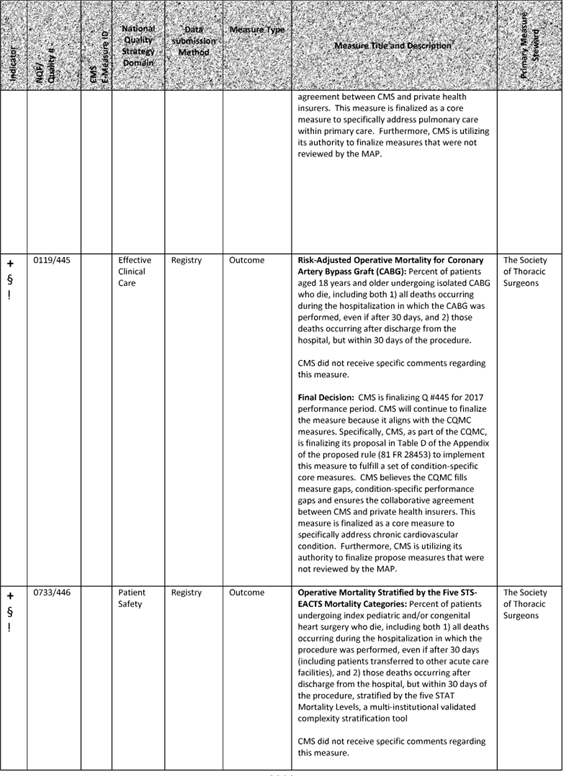 Indicator
NQF/
Quality #
CMS
E-Measure ID
National
Quality
Strategy
Domain
Data
submission
Method
Measure Type
Measure Title and Description
Primary Measure
Steward
agreement between CMS and private health
insurers. This measure is finalized as a core
measure to specifically address pulmonary care
within primary care. Furthermore, CMS is utilizing
its authority to finalize measures that were not
reviewed by the MAP.
+
§
!
0119/445
Effective
Clinical
Care
Registry
Outcome
Risk-Adjusted Operative Mortality for Coronary
Artery Bypass Graft (CABG): Percent of patients
aged 18 years and older undergoing isolated CABG
who die, including both 1) all deaths occurring
during the hospitalization in which the CABG was
performed, even if after 30 days, and 2) those
deaths occurring after discharge from the
hospital, but within 30 days of the procedure.
CMS did not receive specific comments regarding
this measure.
Final Decision: CMS is finalizing Q #445 for 2017
performance period. CMS will continue to finalize
the measure because it aligns with the CQMC
measures. Specifically, CMS, as part of the CQMC,
is finalizing its proposal in Table D of the Appendix
of the proposed rule (81 FR 28453) to implement
this measure to fulfill a set of condition-specific
core measures. CMS believes the CQMC fills
measure gaps, condition-specific performance
gaps and ensures the collaborative agreement
between CMS and private health insurers. This
measure is finalized as a core measure to
specifically address chronic cardiovascular
condition. Furthermore, CMS is utilizing its
authority to finalize propose measures that were
not reviewed by the MAP.
The Society
of Thoracic
Surgeons
+
§
!
0733/446
Patient
Safety
Registry
Outcome
Operative Mortality Stratified by the Five STS-
EACTS Mortality Categories: Percent of patients
undergoing index pediatric and/or congenital
heart surgery who die, including both 1) all deaths
occurring during the hospitalization in which the
procedure was performed, even if after 30 days
(including patients transferred to other acute care
facilities), and 2) those deaths occurring after
discharge from the hospital, but within 30 days of
the procedure, stratified by the five STAT
Mortality Levels, a multi-institutional validated
complexity stratification tool
CMS did not receive specific comments regarding
this measure.
The Society
of Thoracic
Surgeons